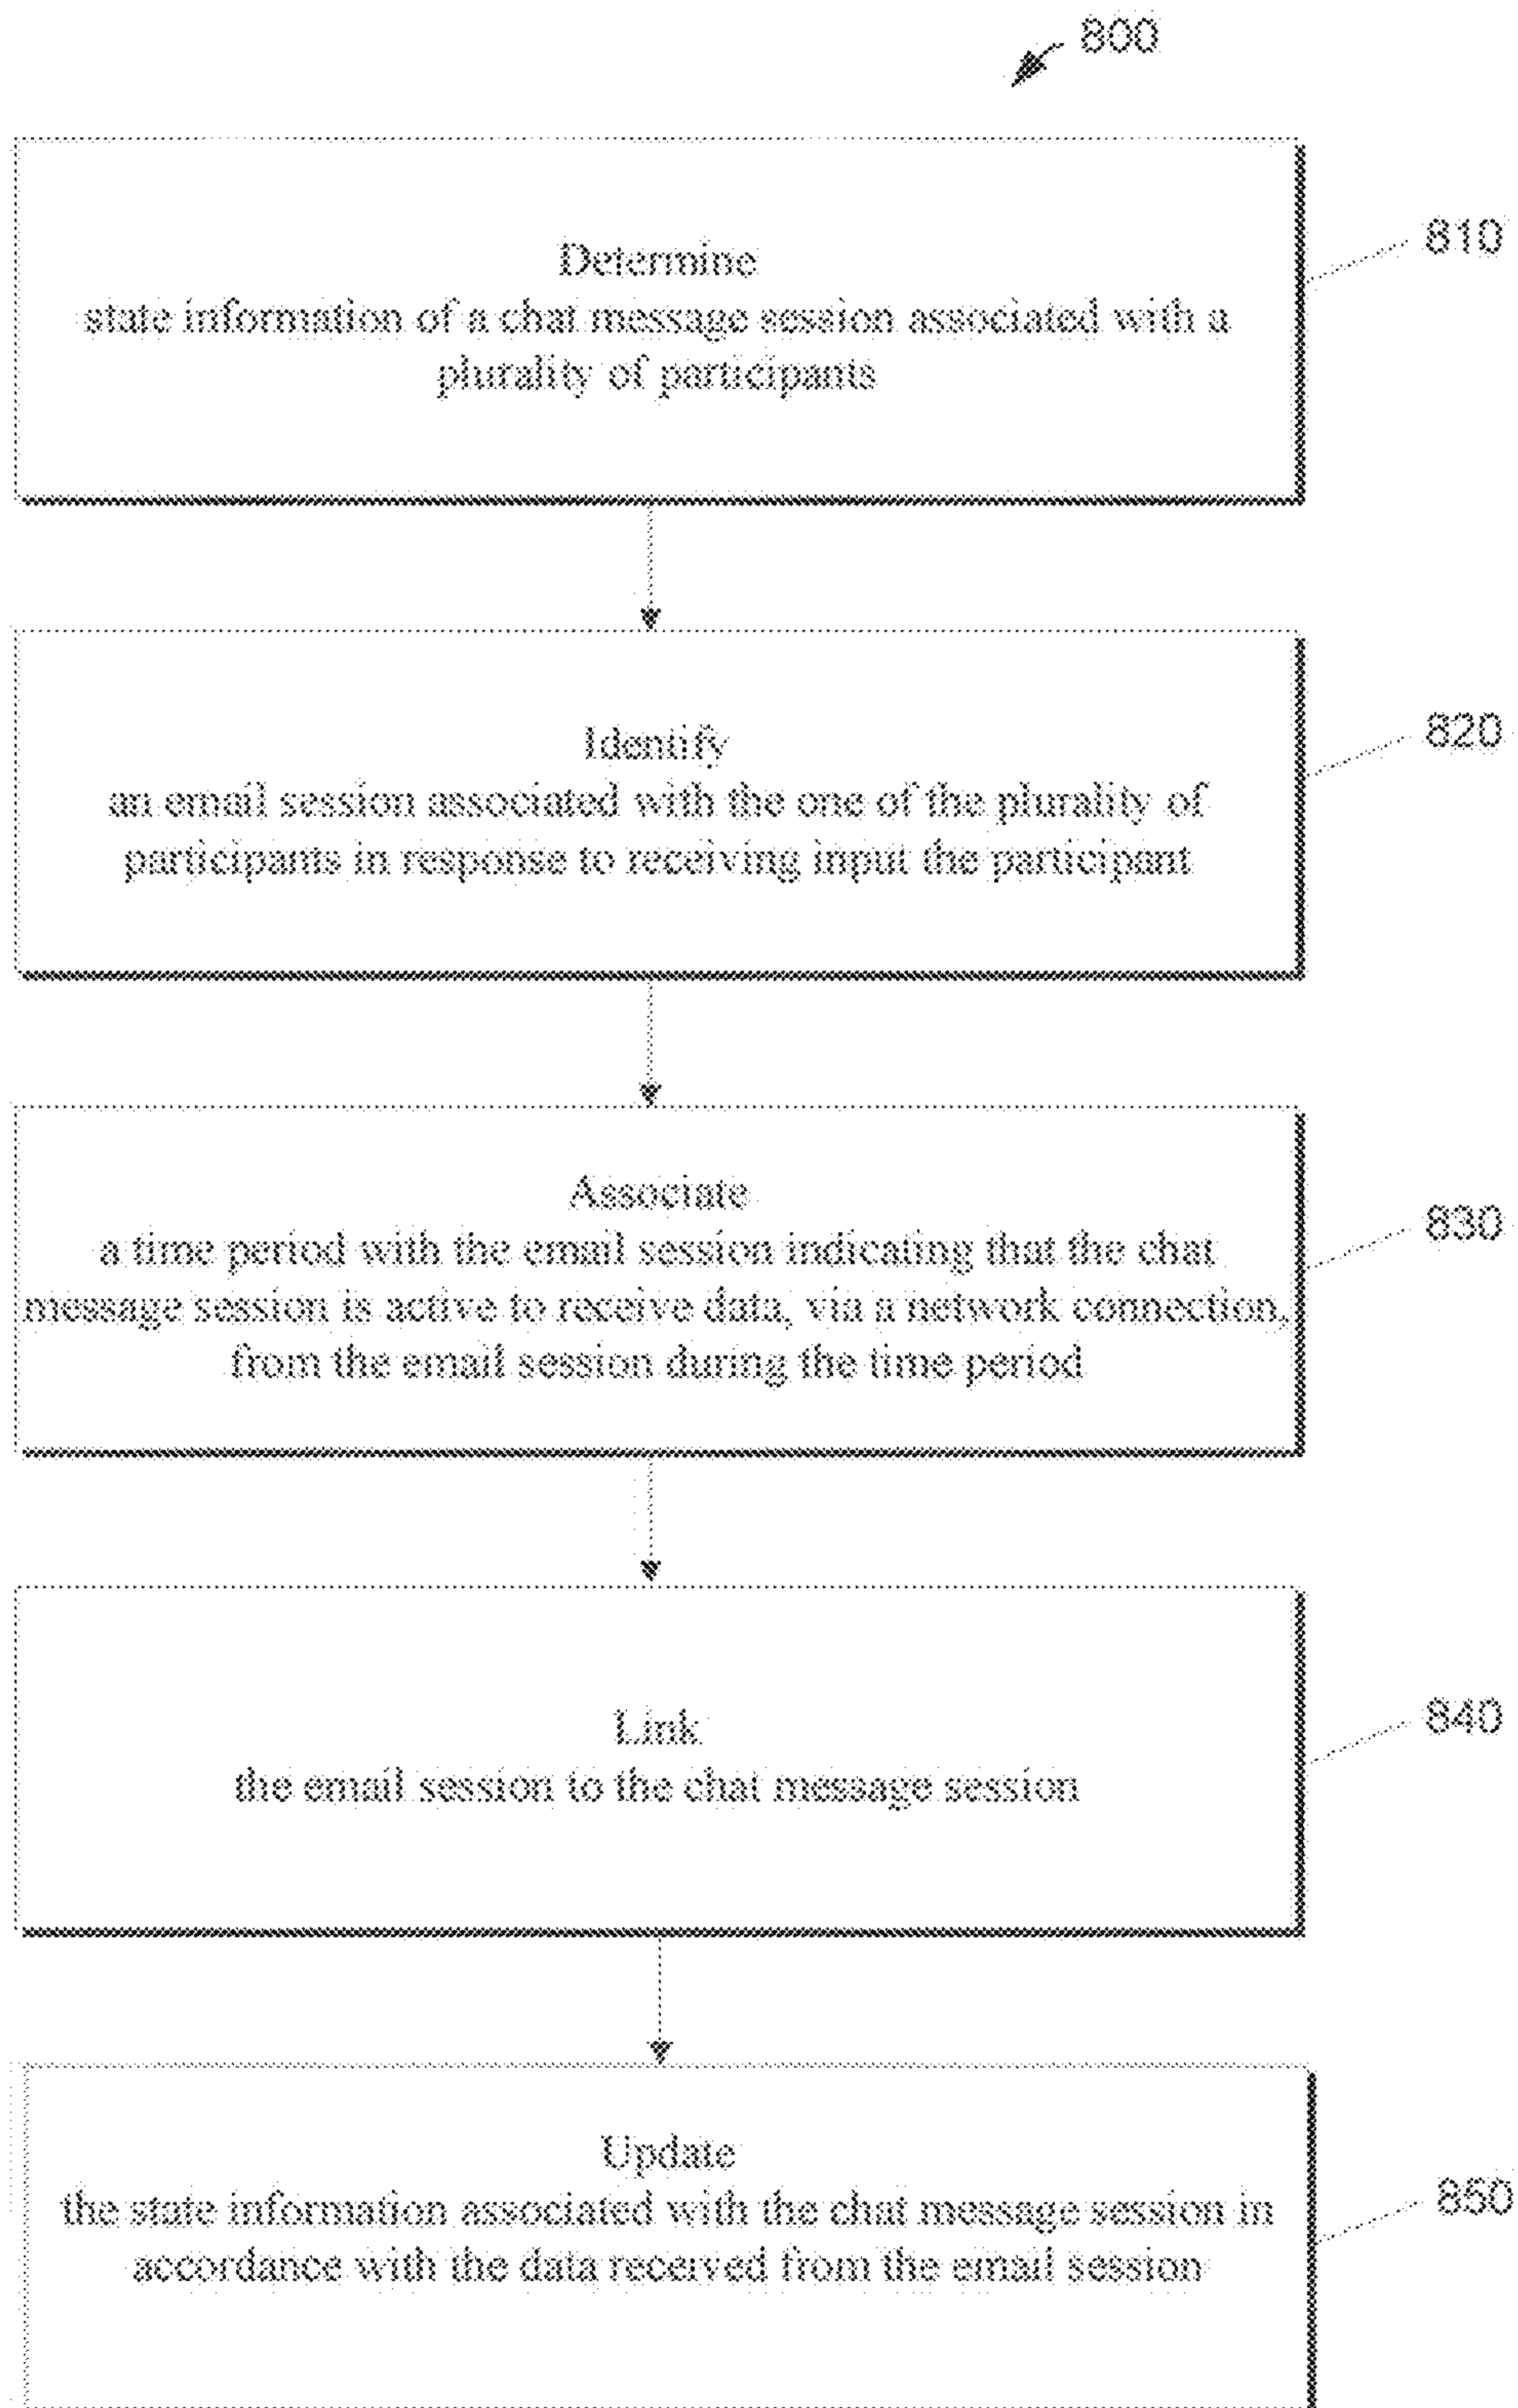 800
Determine
state information of a chat message session associated with a
plurality of participants
810
Identify
an email session associated with the one of the plurality of
participants in response to receiving input the participant
820
Associate
a time period with the email session indicating that the chat
message session is active to receive data, via a network connection,
from the email session during the time period
830
Link
the email session to the chat message session
840
Update
the state information associated with the chat message session in
accordance with the data received from the email session
850